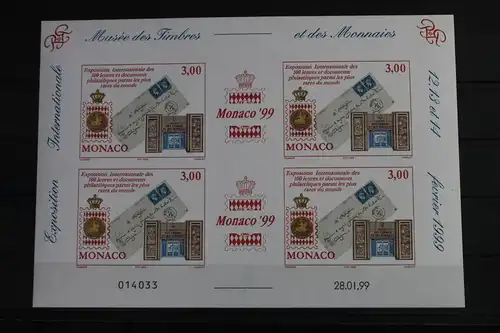 Musée des Timbres et des Monnaies
Exposition Internationale
12.13 et 14 février 1999
Exposition Internationale des
100 lettres et documents
philatéliques parmi les plus
rares du monde
3,00
MONACO
Monaco '99
Exposition Internationale des
100 lettres et documents
philatéliques parmi les plus
rares du monde
3,00
MONACO
Exposition Internationale des
100 lettres et documents
philatéliques parmi les plus
rares du monde
3,00
MONACO
Monaco '99
Exposition Internationale des
100 lettres et documents
philatéliques parmi les plus
rares du monde
3,00
MONACO
014033
28.01.99